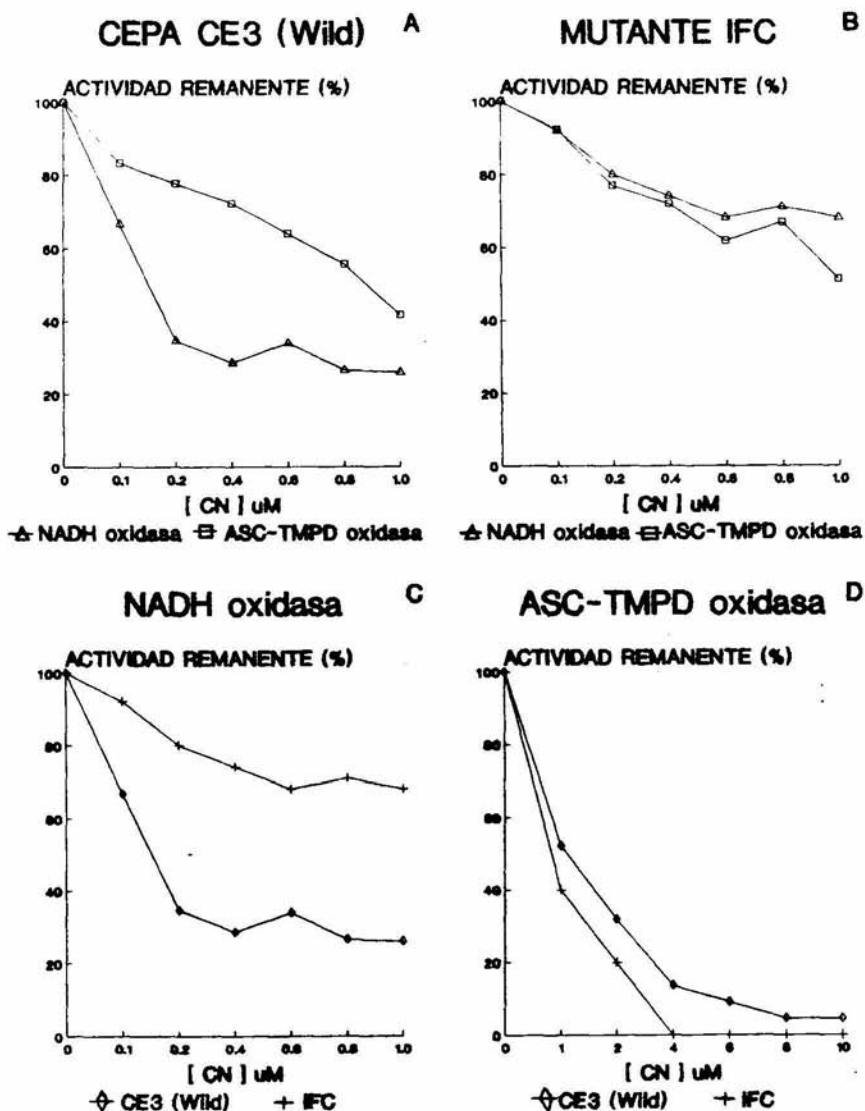 CEPA CE3 (Wild) A
ACTIVIDAD REMANENTE (%)
100
80
60
40
20
0
0 0.1 0.2 0.4 0.6 0.8 1.0
[ CN ] uM
NADH oxidasa ASC-TMPD oxidasa
MUTANTE IFC B
ACTIVIDAD REMANENTE (%)
100
80
60
40
20
0
0 0.1 0.2 0.4 0.6 0.8 1.0
[ CN ] uM
NADH oxidasa ASC-TMPD oxidasa
NADH oxidasa C
ACTIVIDAD REMANENTE (%)
100
80
60
40
20
0
0 0.1 0.2 0.4 0.6 0.8 1.0
[ CN ] uM
CE3 (Wild) IFC
ASC-TMPD oxidasa D
ACTIVIDAD REMANENTE (%)
100
80
60
40
20
0
0 1 2 4 6 8 10
[ CN ] uM
CE3 (Wild) IFC